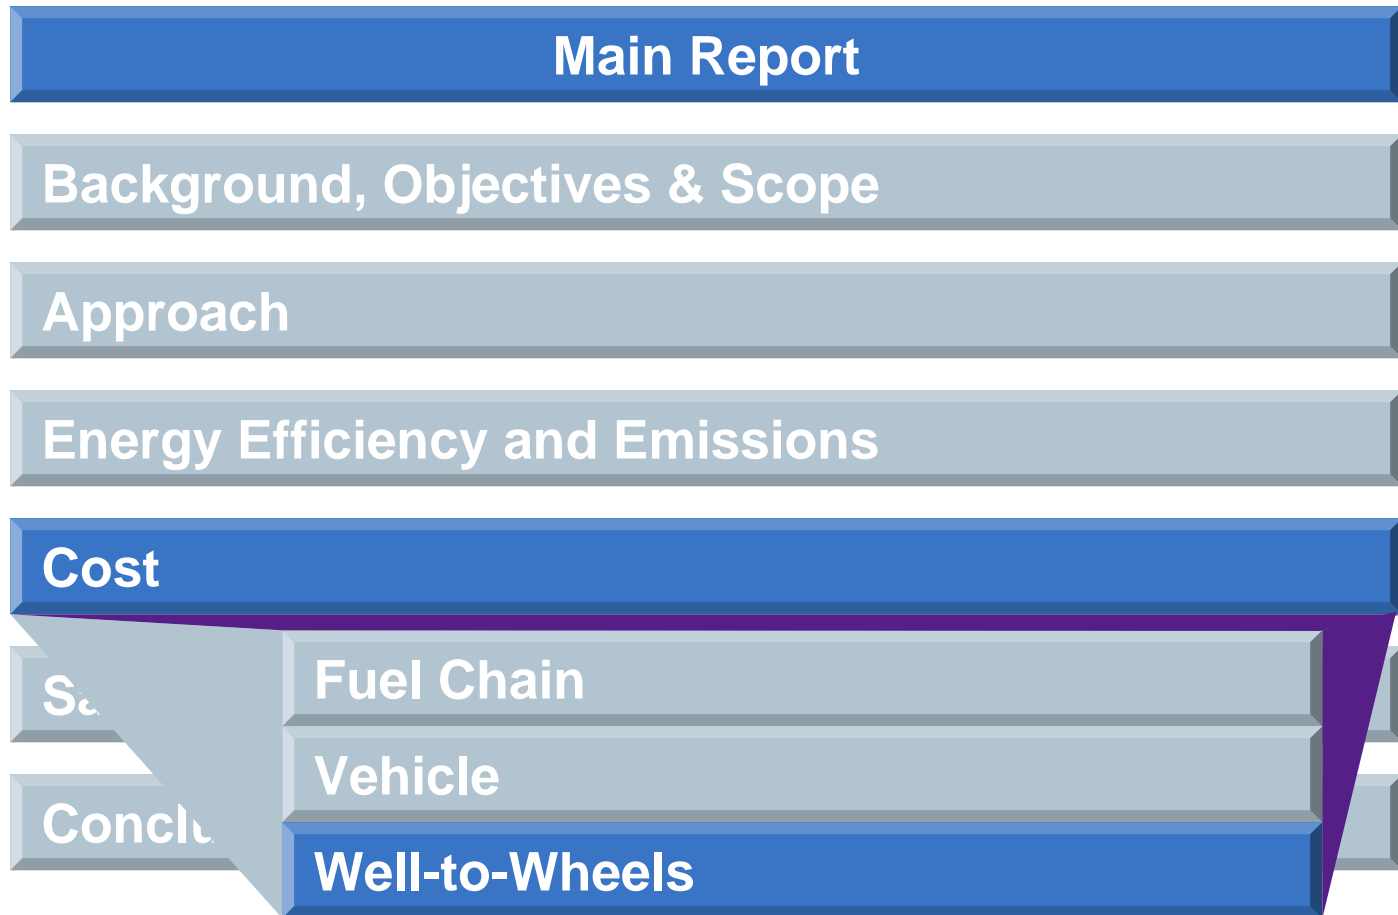 Main Report
Background, Objectives & Scope
Approach
Energy Efficiency and Emissions
Cost
Fuel Chain
Vehicle
Well-to-Wheels